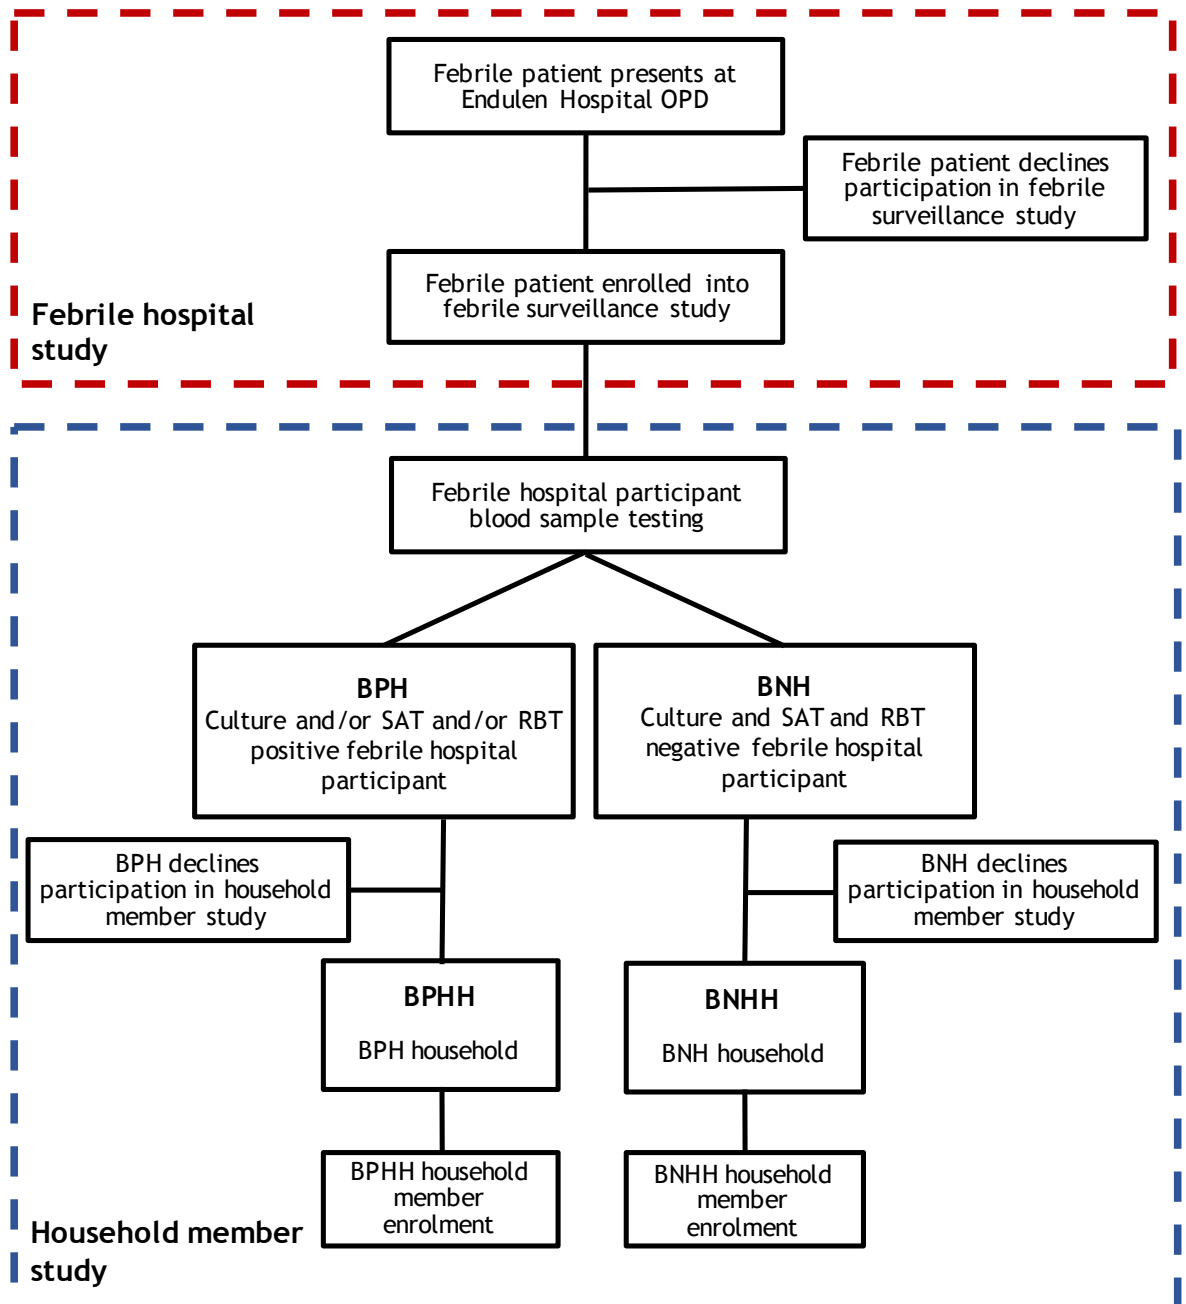 Febrile patient presents at
Endulen Hospital OPD
Febrile patient declines
participation in febrile
surveillance study
Febrile patient enrolled into
febrile surveillance study
Febrile hospital
study
Febrile hospital participant
blood sample testing
BPH
Culture and/or SAT and/or RBT
positive febrile hospital
participant
BNH
Culture and SAT and RBT
negative febrile hospital
participant
BPH declines
participation in household
member study
BNH declines
participation in household
member study
BPHH
BPH household
BNHH
BNH household
BPHH household
member
enrolment
BNHH household
member
enrolment
Household member
study